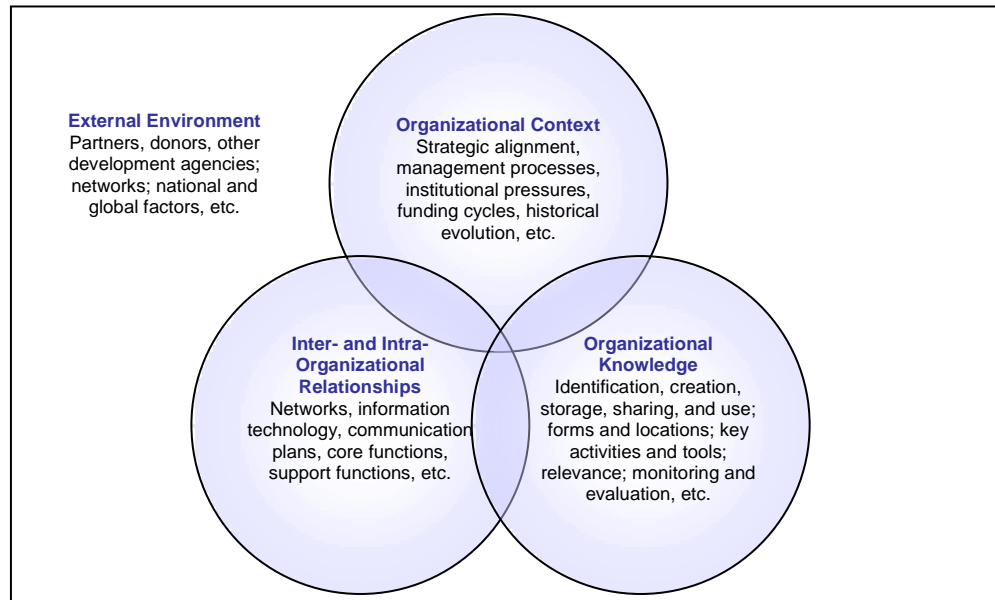 External Environment
Partners, donors, other
development agencies;
networks; national and
global factors, etc.
Organizational Context
Strategic alignment,
management processes,
institutional pressures,
funding cycles, historical
evolution, etc.
Inter- and Intra-
Organizational
Relationships
Networks, information
technology, communication
plans, core functions,
support functions, etc.
Organizational
Knowledge
Identification, creation,
storage, sharing, and use;
forms and locations; key
activities and tools;
relevance; monitoring and
evaluation, etc.